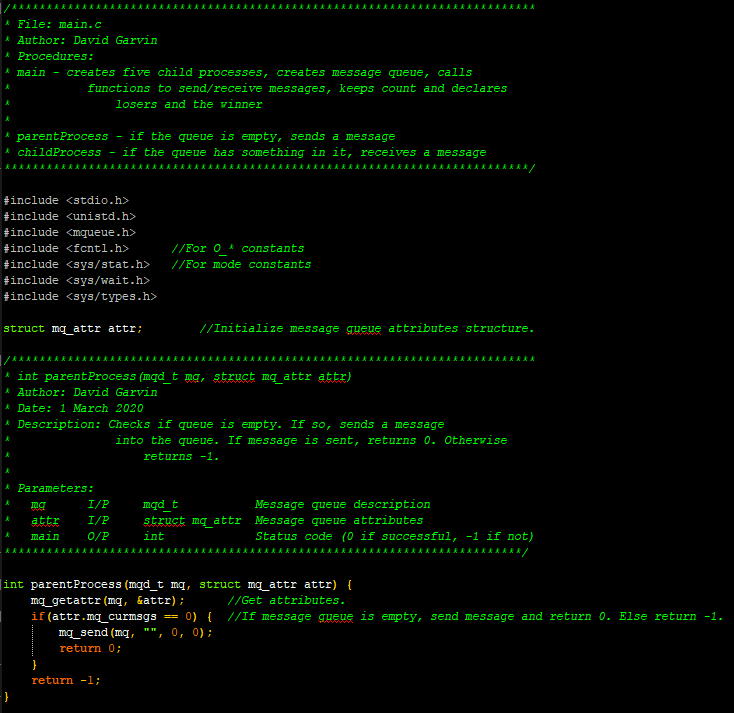 /***************************************************************************
* File: main.c
* Author: David Garvin
* Procedures:
* main - creates five child processes, creates message queue, calls
*           functions to send/receive messages, keeps count and declares
*               losers and the winner
*
* parentProcess - if the queue is empty, sends a message
* childProcess - if the queue has something in it, receives a message
***************************************************************************/

#include <stdio.h>
#include <unistd.h>
#include <mqueue.h>
#include <fcntl.h>      //For O_* constants
#include <sys/stat.h>   //For mode constants
#include <sys/wait.h>
#include <sys/types.h>

struct mq_attr attr;        //Initialize message queue attributes structure.

/***************************************************************************
* int parentProcess(mqd_t mq, struct mq_attr attr)
* Author: David Garvin
* Date: 1 March 2020
* Description: Checks if queue is empty. If so, sends a message
*               into the queue. If message is sent, returns 0. Otherwise
*                   returns -1.
*
* Parameters:
*   mq      I/P     mqd_t           Message queue description
*   attr    I/P     struct mq_attr  Message queue attributes
*   main    O/P     int             Status code (0 if successful, -1 if not)
**************************************************************************/

int parentProcess(mqd_t mq, struct mq_attr attr) {
    mq_getattr(mq, &attr);      //Get attributes.
    if(attr.mq_curmsgs == 0) {  //If message queue is empty, send message and return 0. Else return -1.
        mq_send(mq, "", 0, 0);
        return 0;
    }
    return -1;
}